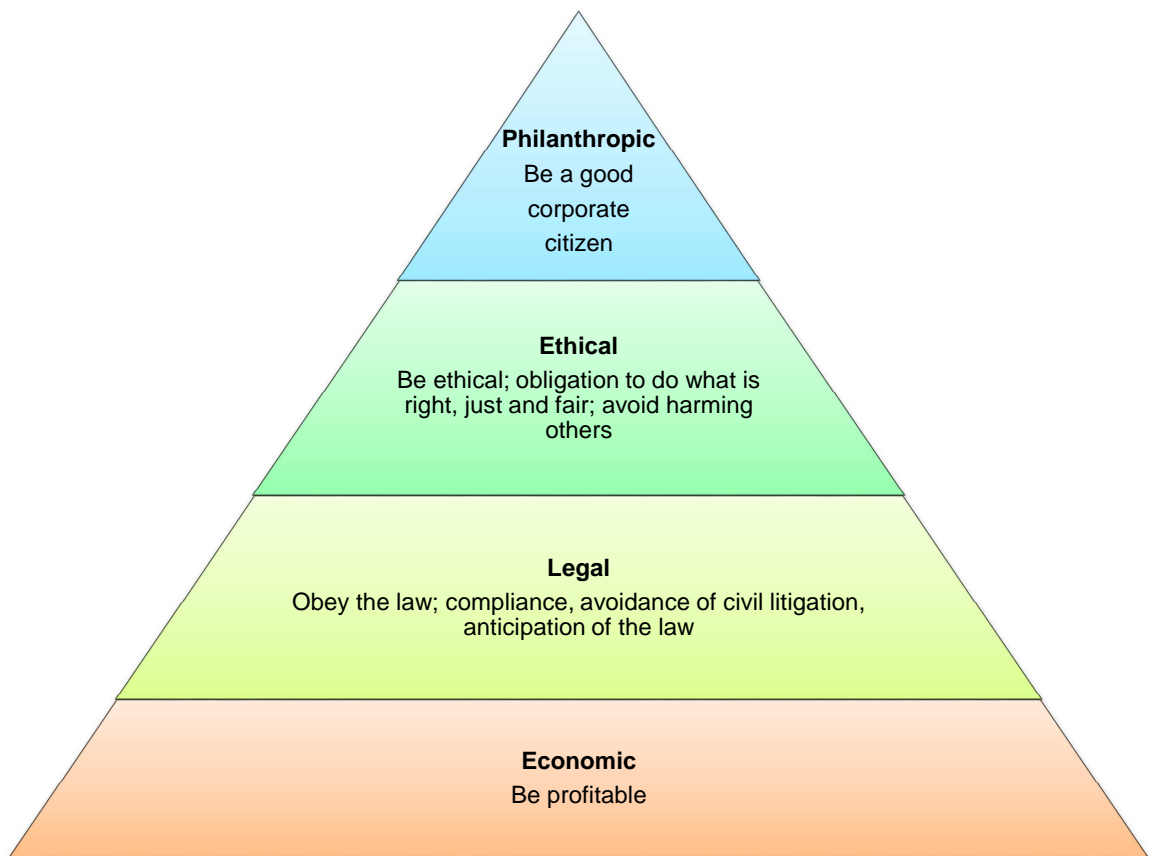 Philanthropic
Be a good
corporate
citizen
Ethical
Be ethical; obligation to do what is
right, just and fair; avoid harming
others
Legal
Obey the law; compliance, avoidance of civil litigation,
anticipation of the law
Economic
Be profitable